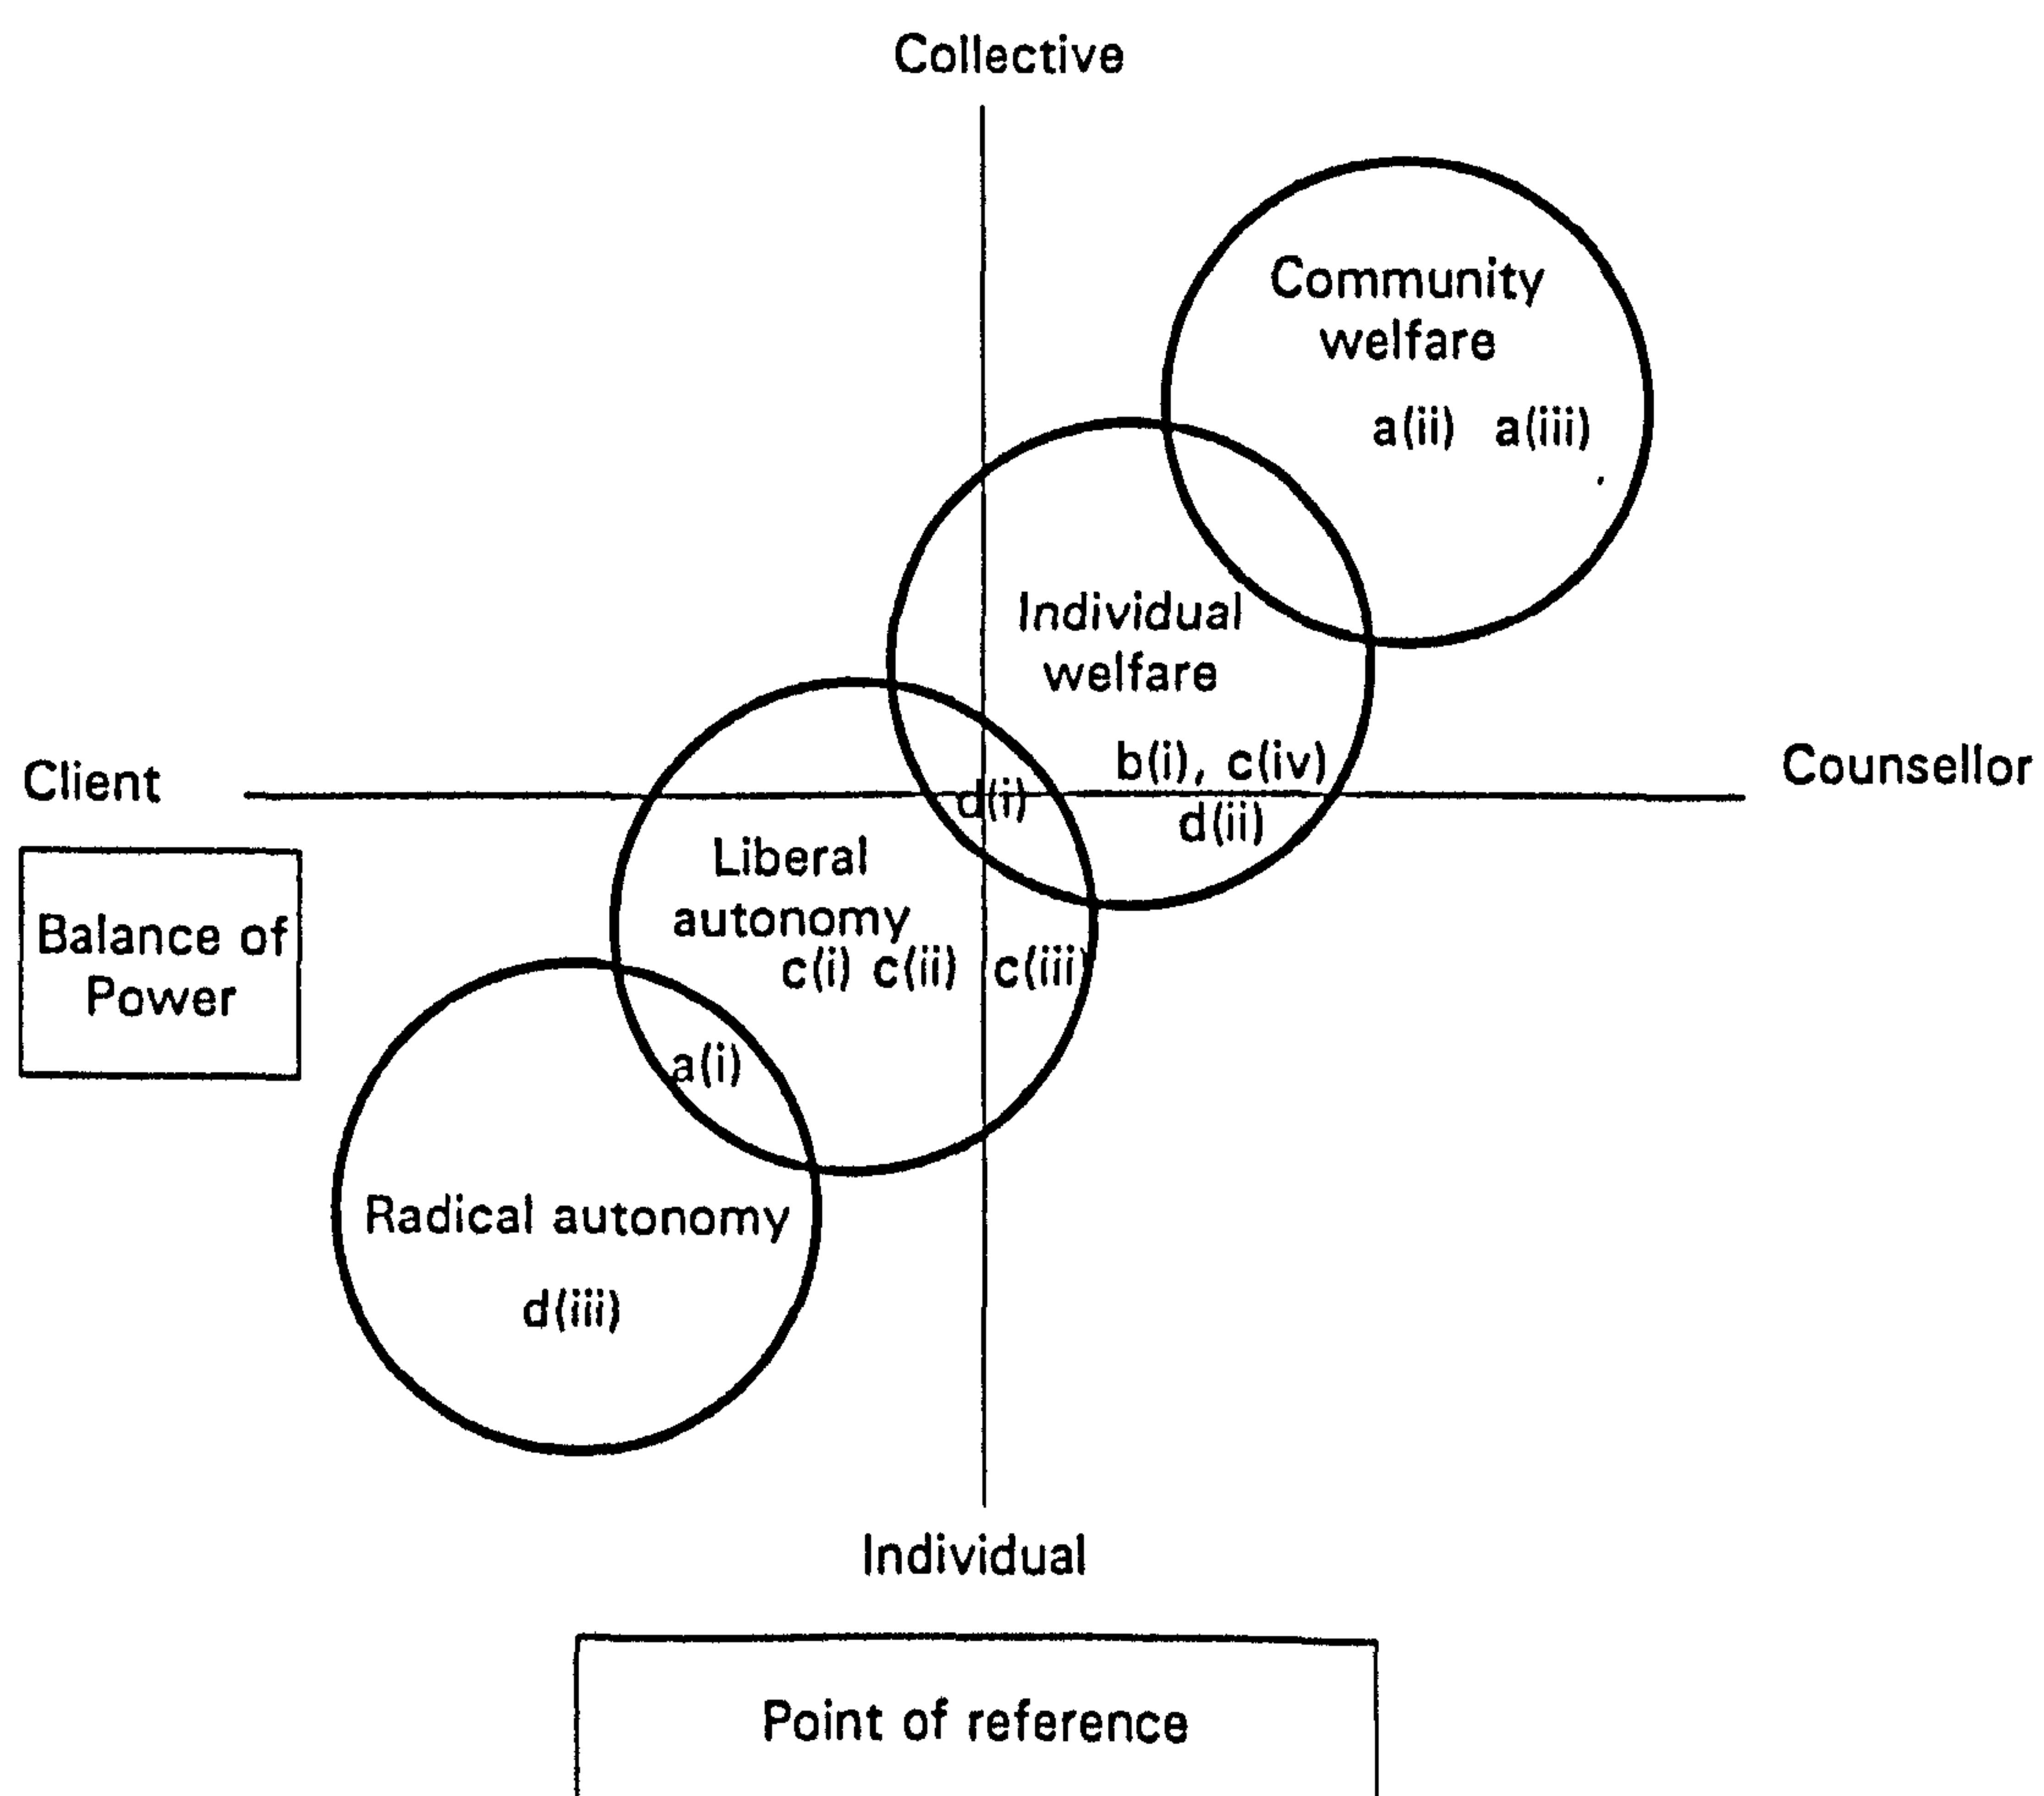 Collective
Community
welfare
a(ii) a(iii)
Individual
welfare
b(i), c(iv)
Client
Counsellor
d(i)
d(ii)
Liberal
autonomy
c(i) c(ii) c(iii)
Balance of
Power
a(i)
Radical autonomy
d(iii)
Individual
Point of reference